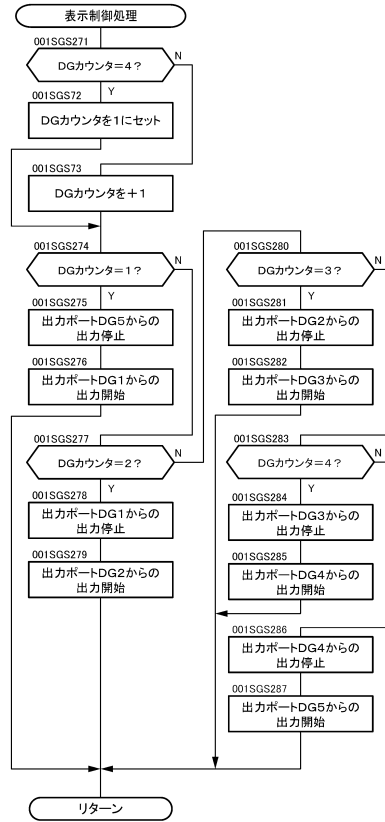 表示制御処理
001SGS271
DGカウンタ=4?
N
Y
001SGS72
DGカウンタを1にセット
001SGS73
DGカウンタを+1
001SGS274
DGカウンタ=1?
N
Y
001SGS275
出力ポートDG5からの
出力停止
001SGS276
出力ポートDG1からの
出力開始
001SGS277
DGカウンタ=2?
N
Y
001SGS278
出力ポートDG1からの
出力停止
001SGS279
出力ポートDG2からの
出力開始
001SGS280
DGカウンタ=3?
N
Y
001SGS281
出力ポートDG2からの
出力停止
001SGS282
出力ポートDG3からの
出力開始
001SGS283
DGカウンタ=4?
N
Y
001SGS284
出力ポートDG3からの
出力停止
001SGS285
出力ポートDG4からの
出力開始
001SGS286
出力ポートDG4からの
出力停止
001SGS287
出力ポートDG5からの
出力開始
リターン